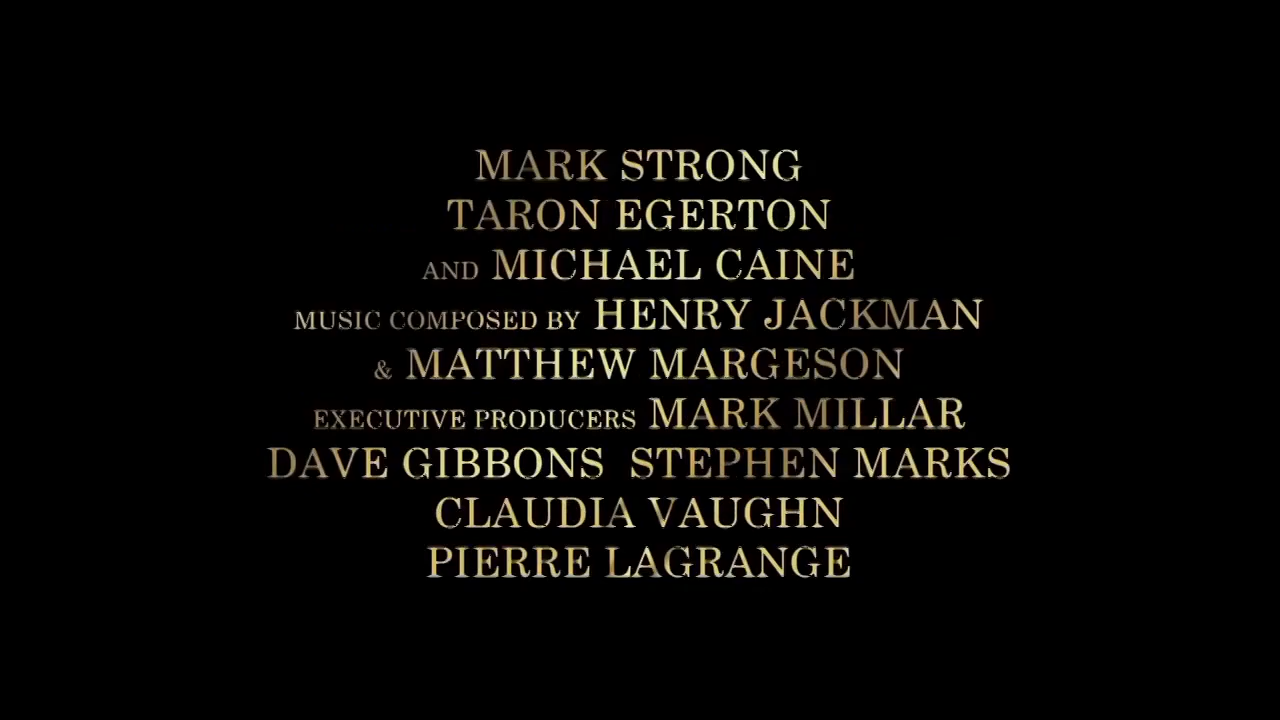 MARK STRONG
TARON EGERTON
AND MICHAEL CAINE
MUSIC COMPOSED BY HENRY JACKMAN
& MATTHEW MARGESON
EXECUTIVE PRODUCERS MARK MILLAR
DAVE GIBBONS STEPHEN MARKS
CLAUDIA VAUGHN
PIERRE LAGRANGE